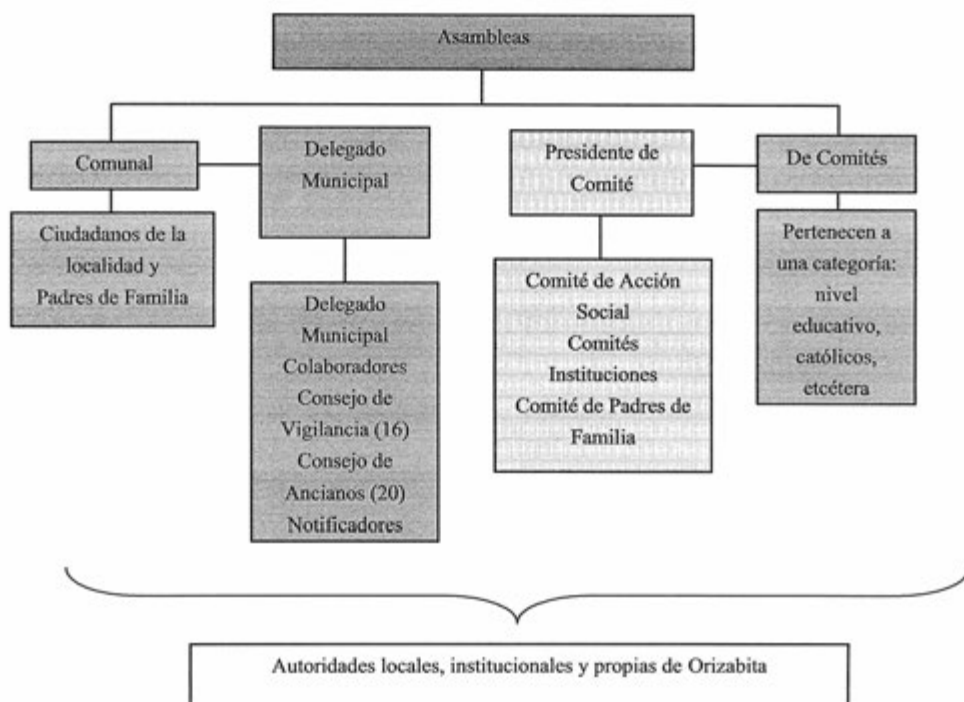 Asambleas
Comunal
Delegado
Municipal
Presidente de
Comité
De Comités
Ciudadanos de la
localidad y
Padres de Familia
Delegado
Municipal
Colaboradores
Consejo de
Vigilancia (16)
Consejo de
Ancianos (20)
Notificadores
Comité de Acción
Social
Comités
Instituciones
Comité de Padres de
Familia
Pertenecen a
una categoría:
nivel
educativo,
católicos,
etcétera
Autoridades locales, institucionales y propias de Orizabita